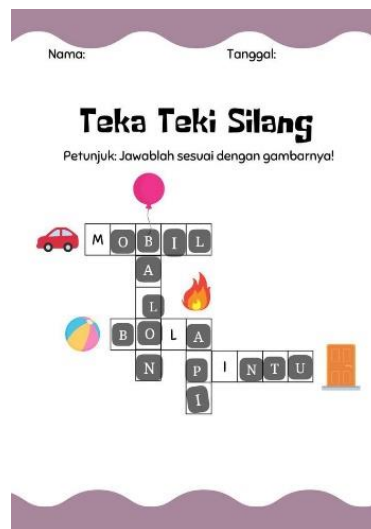 Nama: Tanggal:
Teka Teki Silang
Petunjuk: Jawablah sesuai dengan gambarnya!
M O B I L
A
L
B O L A
N P I N T U
I